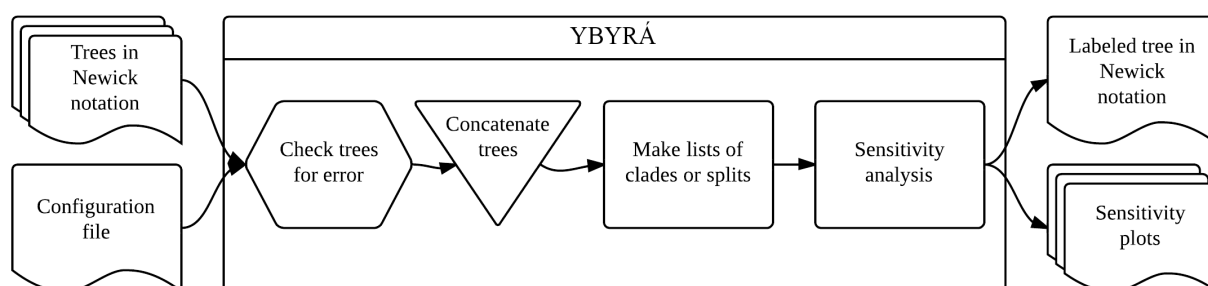 YBYRÁ
Trees in
Newick
notation
Configuration
file
Check trees
for error
Concatenate
trees
Make lists of
clades or splits
Sensitivity
analysis
Labeled tree in
Newick
notation
Sensitivity
plots